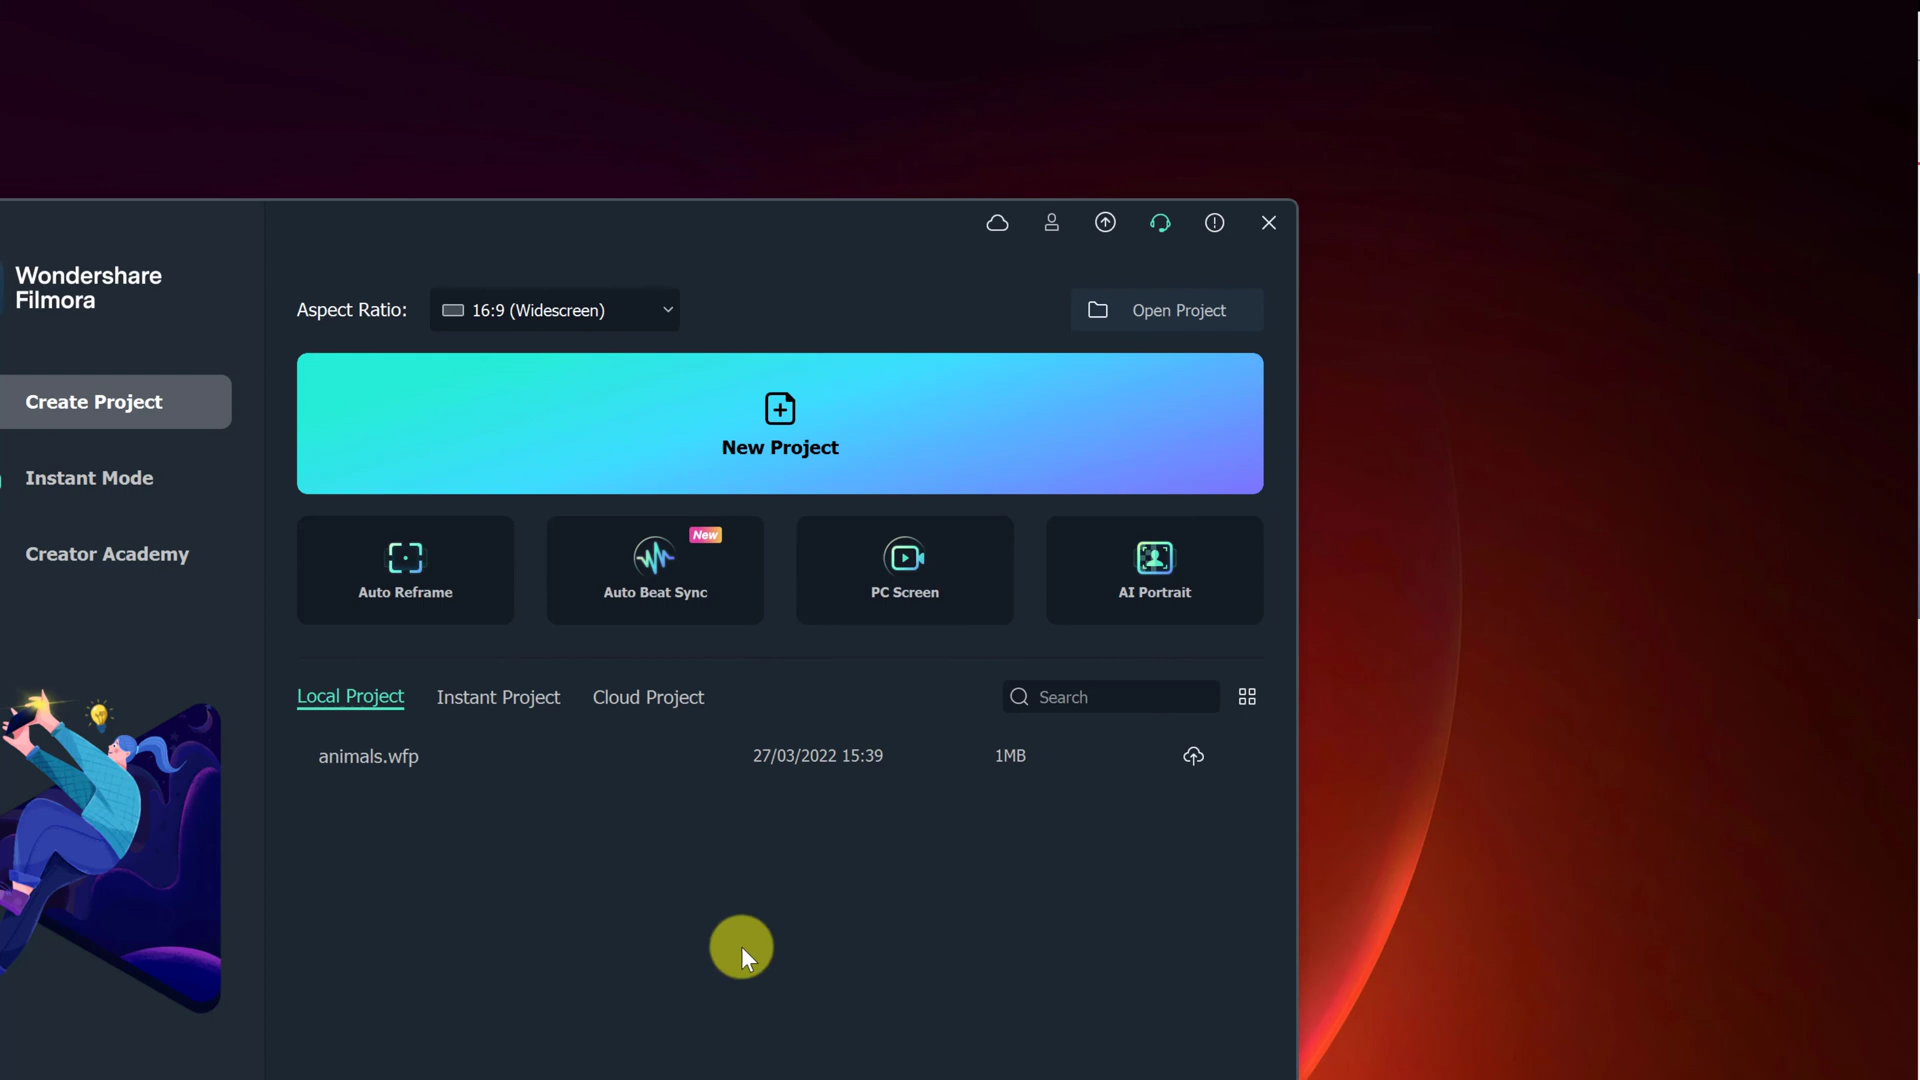 Wondershare
Filmora
Create Project
Instant Mode
Creator Academy
Aspect Ratio:
16:9 (Widescreen)
Open Project
New Project
Auto Reframe
New
Auto Beat Sync
PC Screen
AI Portrait
Local Project
Instant Project
Cloud Project
Search
animals.wfp
27/03/2022 15:39
1MB